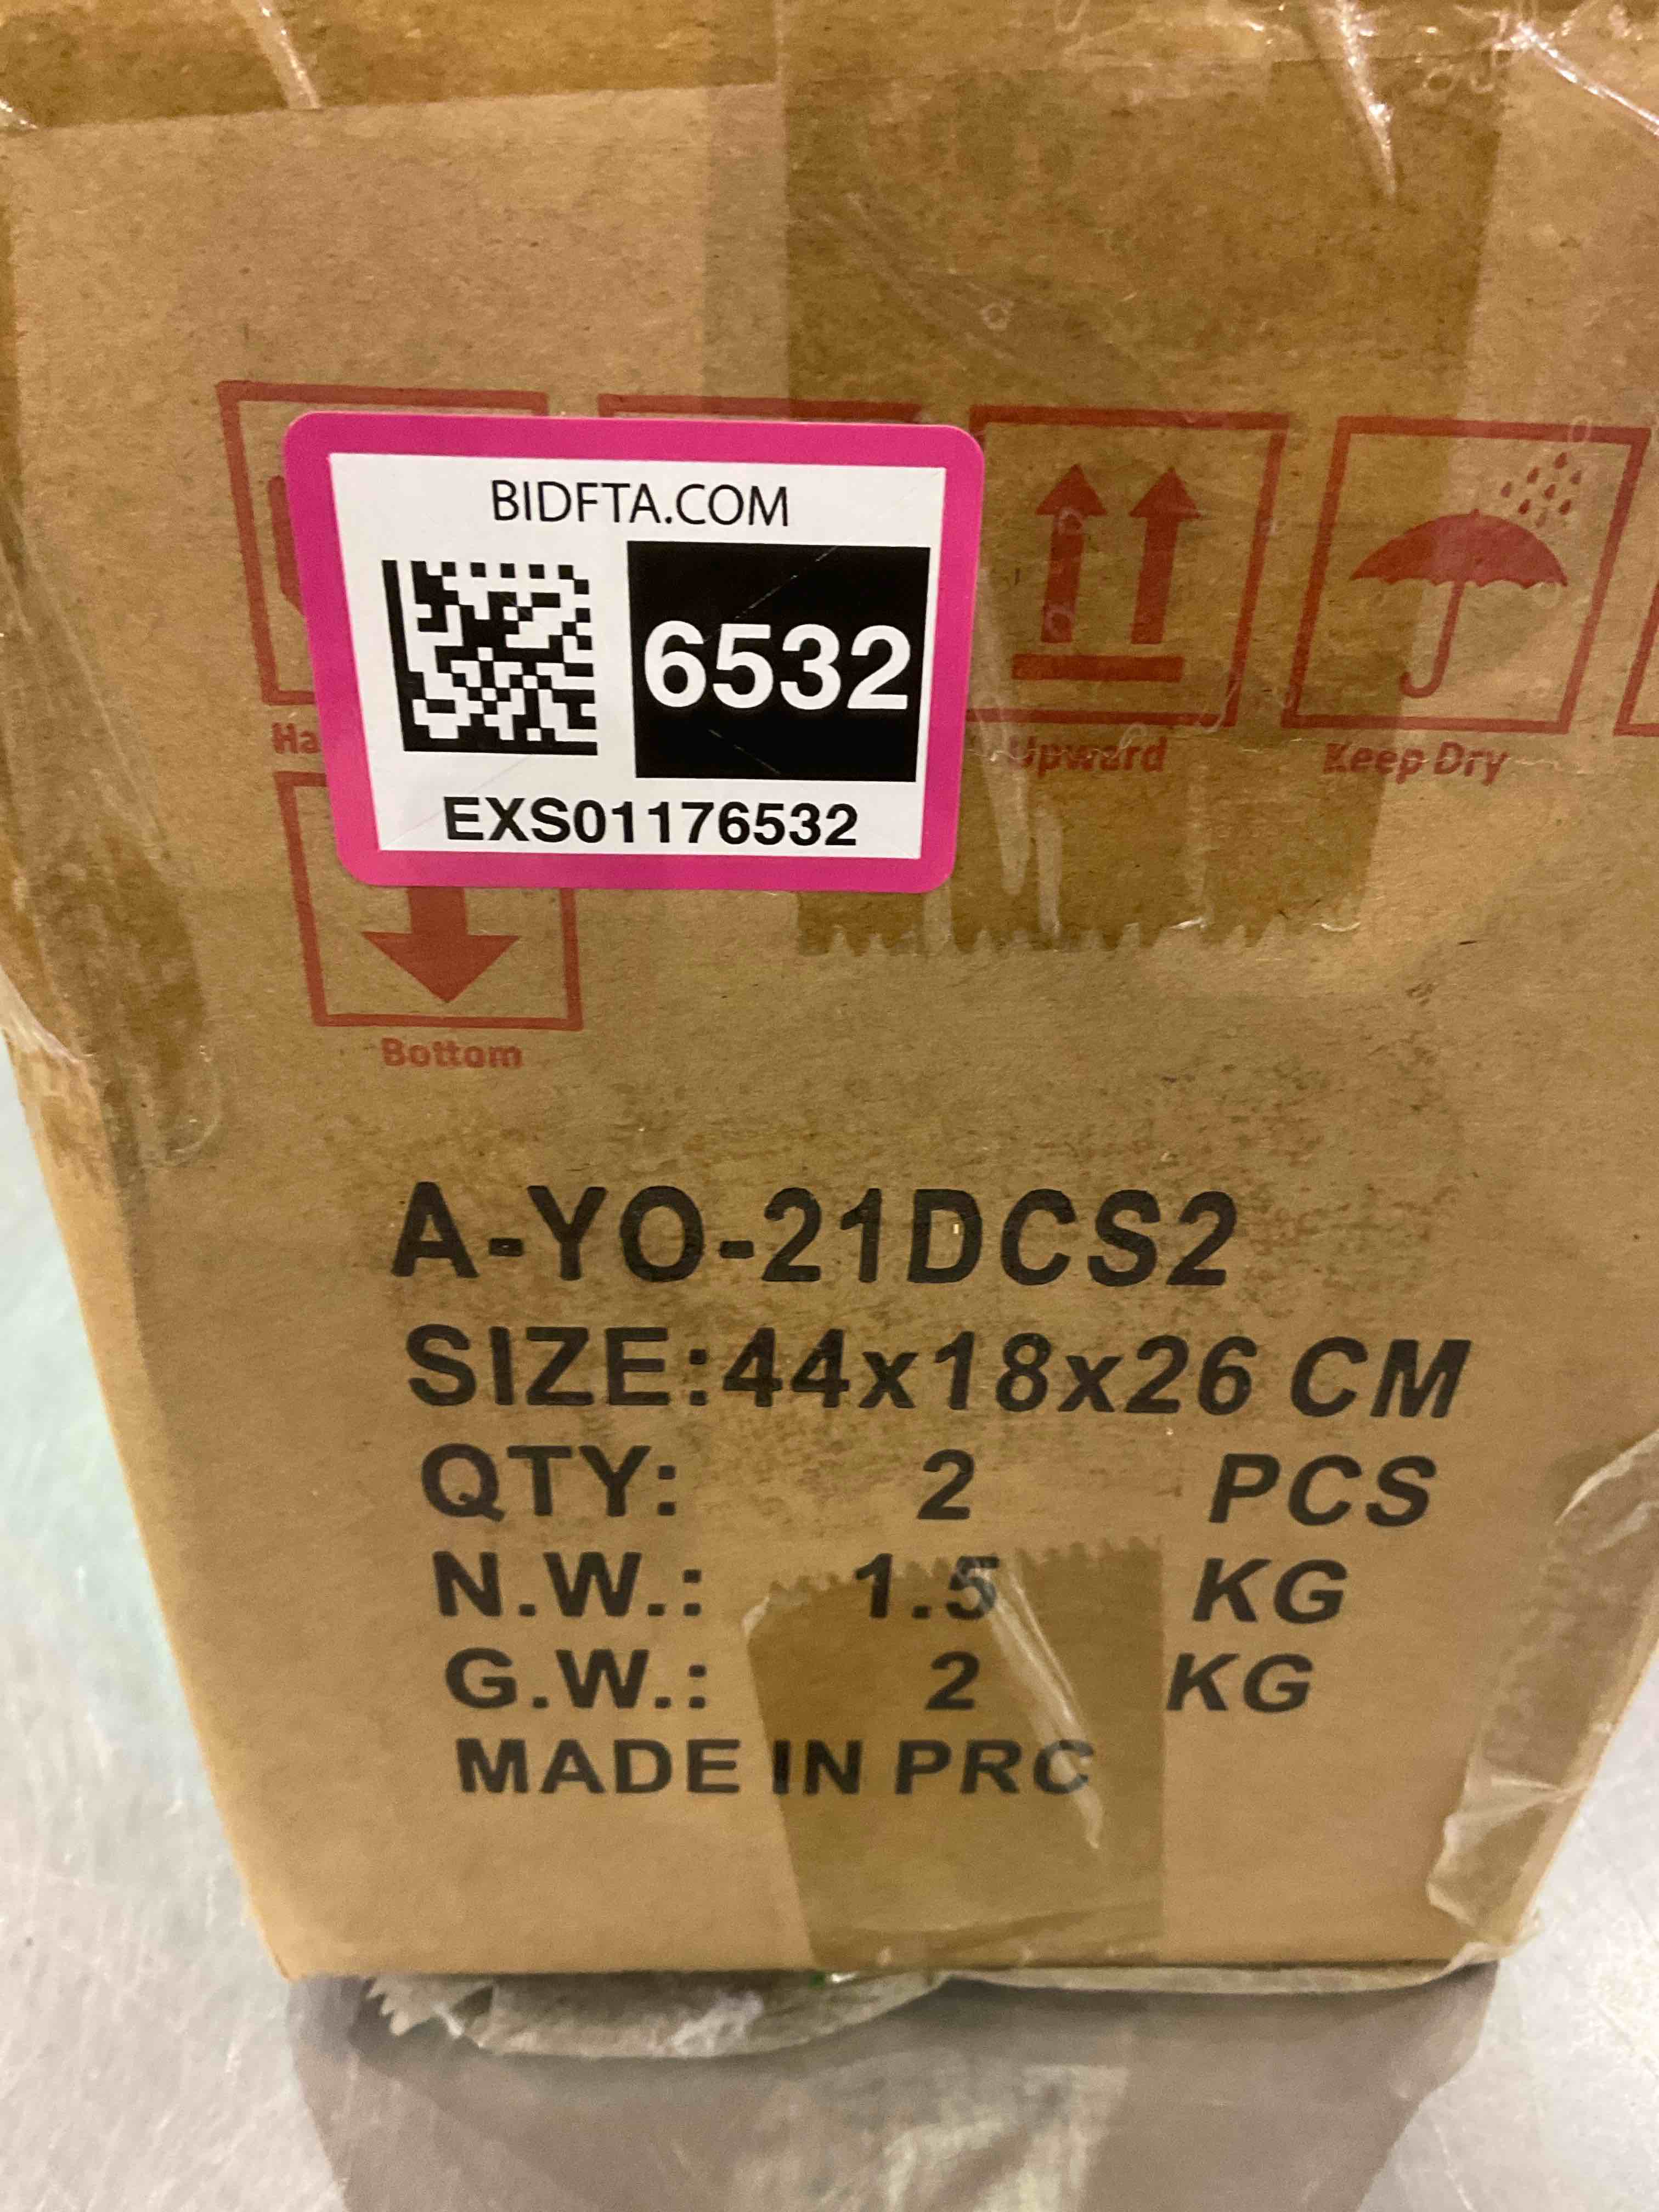 BIDFTA.COM
6532
EXS01176532
Upward
Keep Dry
Bottom
A-YO-21DCS2
SIZE:44x18x26 CM
QTY: 2 PCS
N.W.: 1.5 KG
G.W.: 2 KG
MADE IN PRC